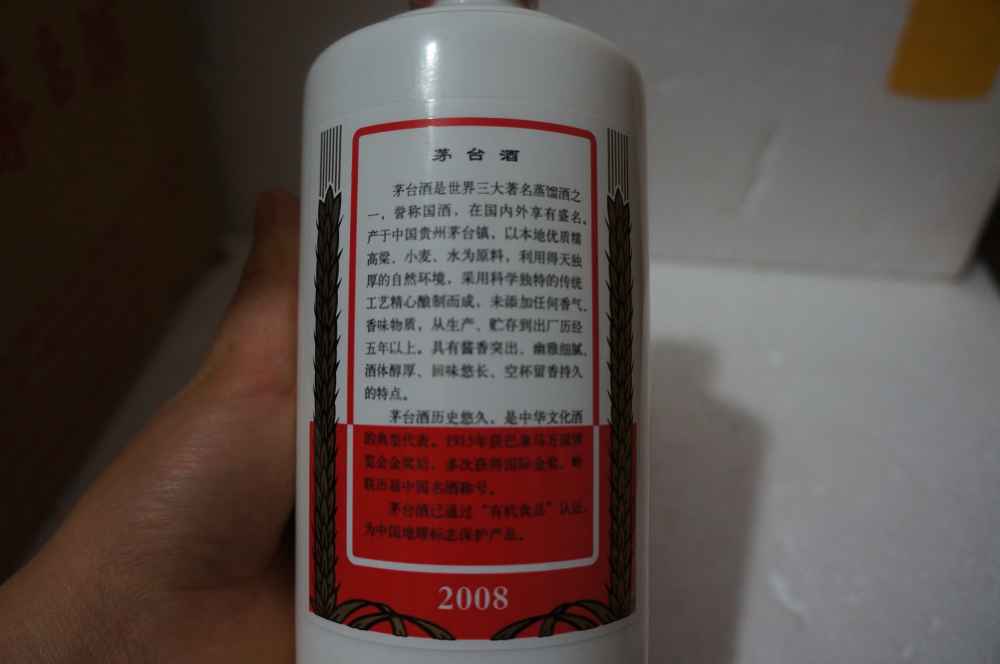 茅台酒
茅台酒是世界三大著名蒸馏酒之
一，誉称国酒，在国内外享有盛名。
产于中国贵州茅台镇，以本地优质糯
高粱、小麦、水为原料，利用得天独
厚的自然环境，采用科学独特的传统
工艺精心酿制而成，未添加任何香气、
香味物质，从生产、贮存到出厂历经
五年以上。具有酱香突出、幽雅细腻、
酒体醇厚、回味悠长、空杯留香持久
的特点。
茅台酒历史悠久，是中华文化酒
的典型代表。1915年获巴拿马万国博
览会金奖后，多次获得国际金奖，蝉
联历届中国名酒称号。
茅台酒已通过“有机食品”认证，
为中国地理标志保护产品。
2008